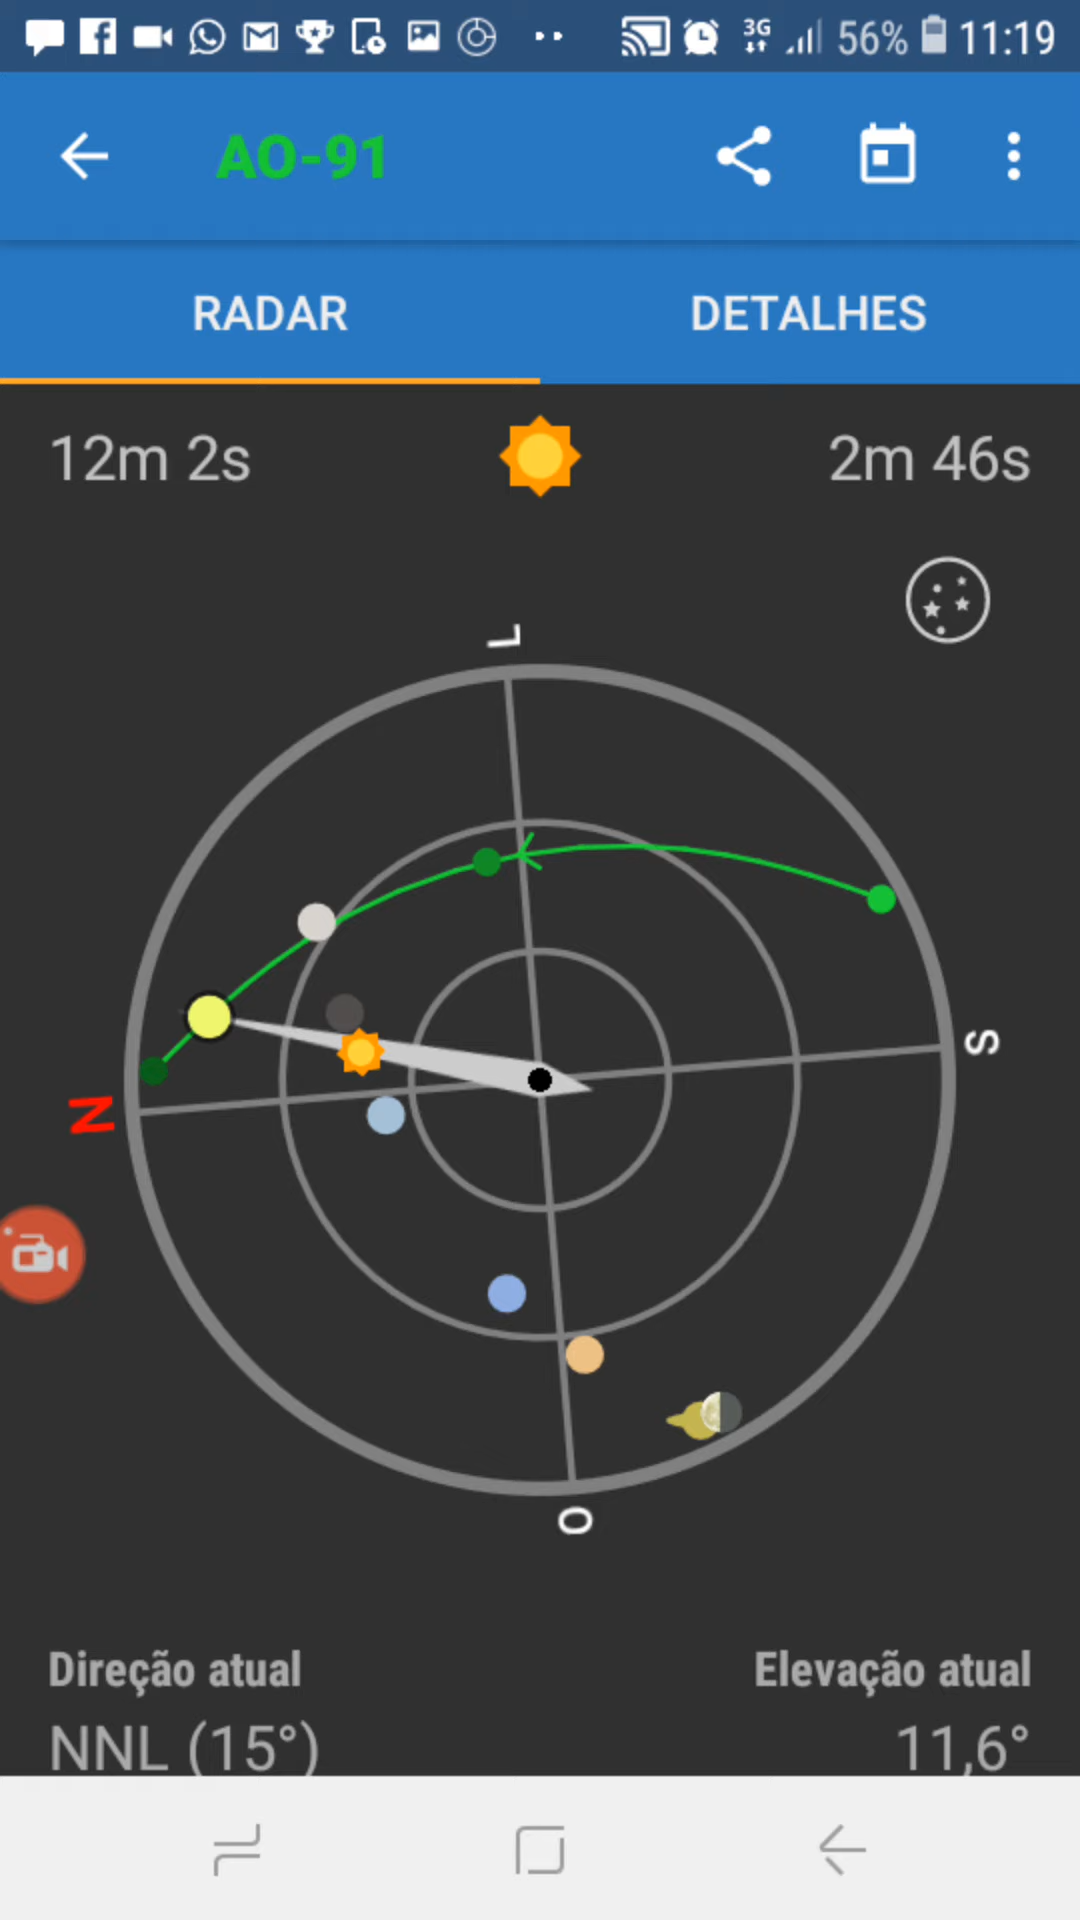 3G 56% 11:19
AO-91
RADAR DETALHES
12m 2s 2m 46s
L
S
N
O
Direção atual Elevação atual
NNL (15°) 11,6°